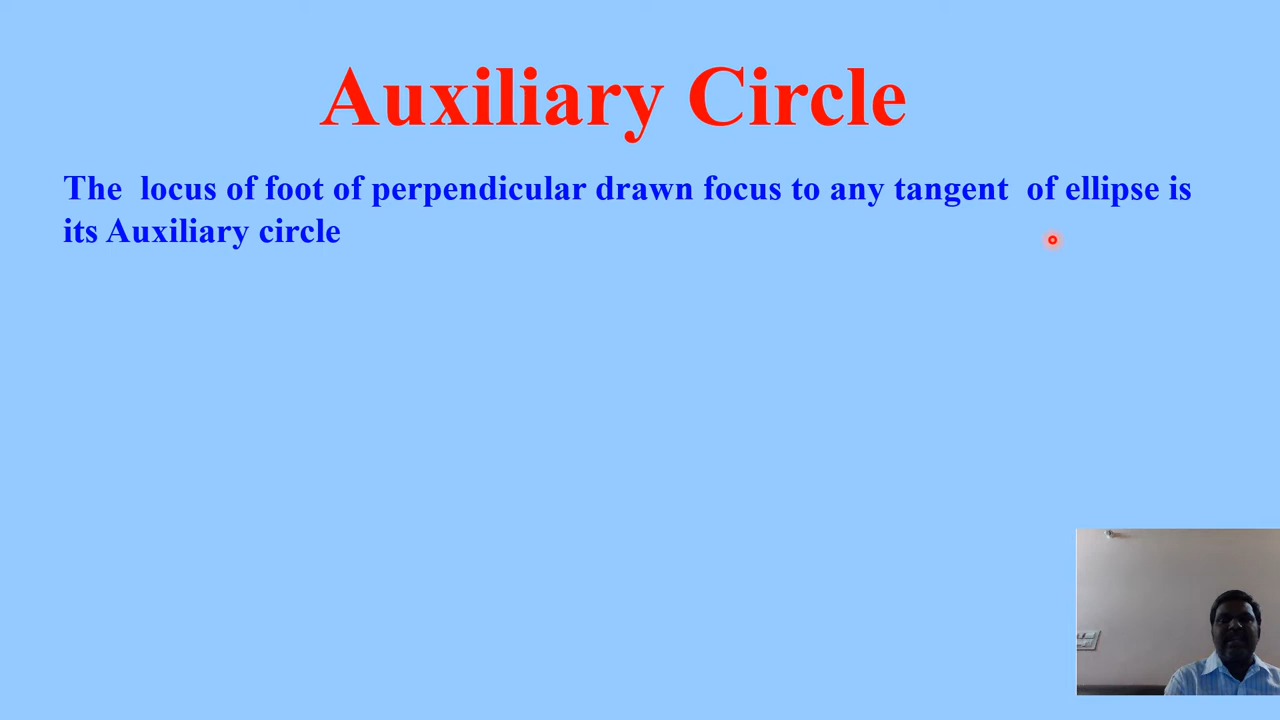 Auxiliary Circle
The locus of foot of perpendicular drawn focus to any tangent of ellipse is
its Auxiliary circle